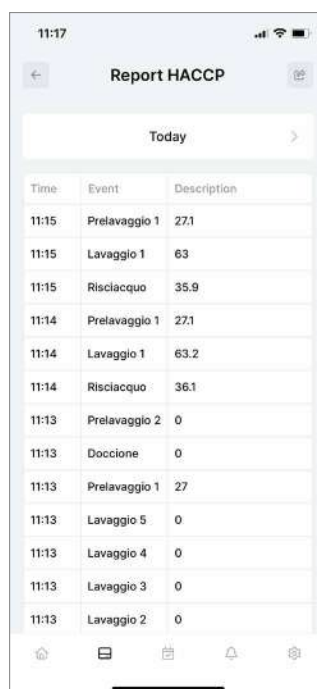 11:17
Report HACCP
Today
Time Event Description
11:15 Prelavaggio 1 27.1
11:15 Lavaggio 1 63
11:15 Risciacquo 35.9
11:14 Prelavaggio 1 27.1
11:14 Lavaggio 1 63.2
11:14 Risciacquo 36.1
11:13 Prelavaggio 2 0
11:13 Doccione 0
11:13 Prelavaggio 1 27
11:13 Lavaggio 5 0
11:13 Lavaggio 4 0
11:13 Lavaggio 3 0
11:13 Lavaggio 2 0